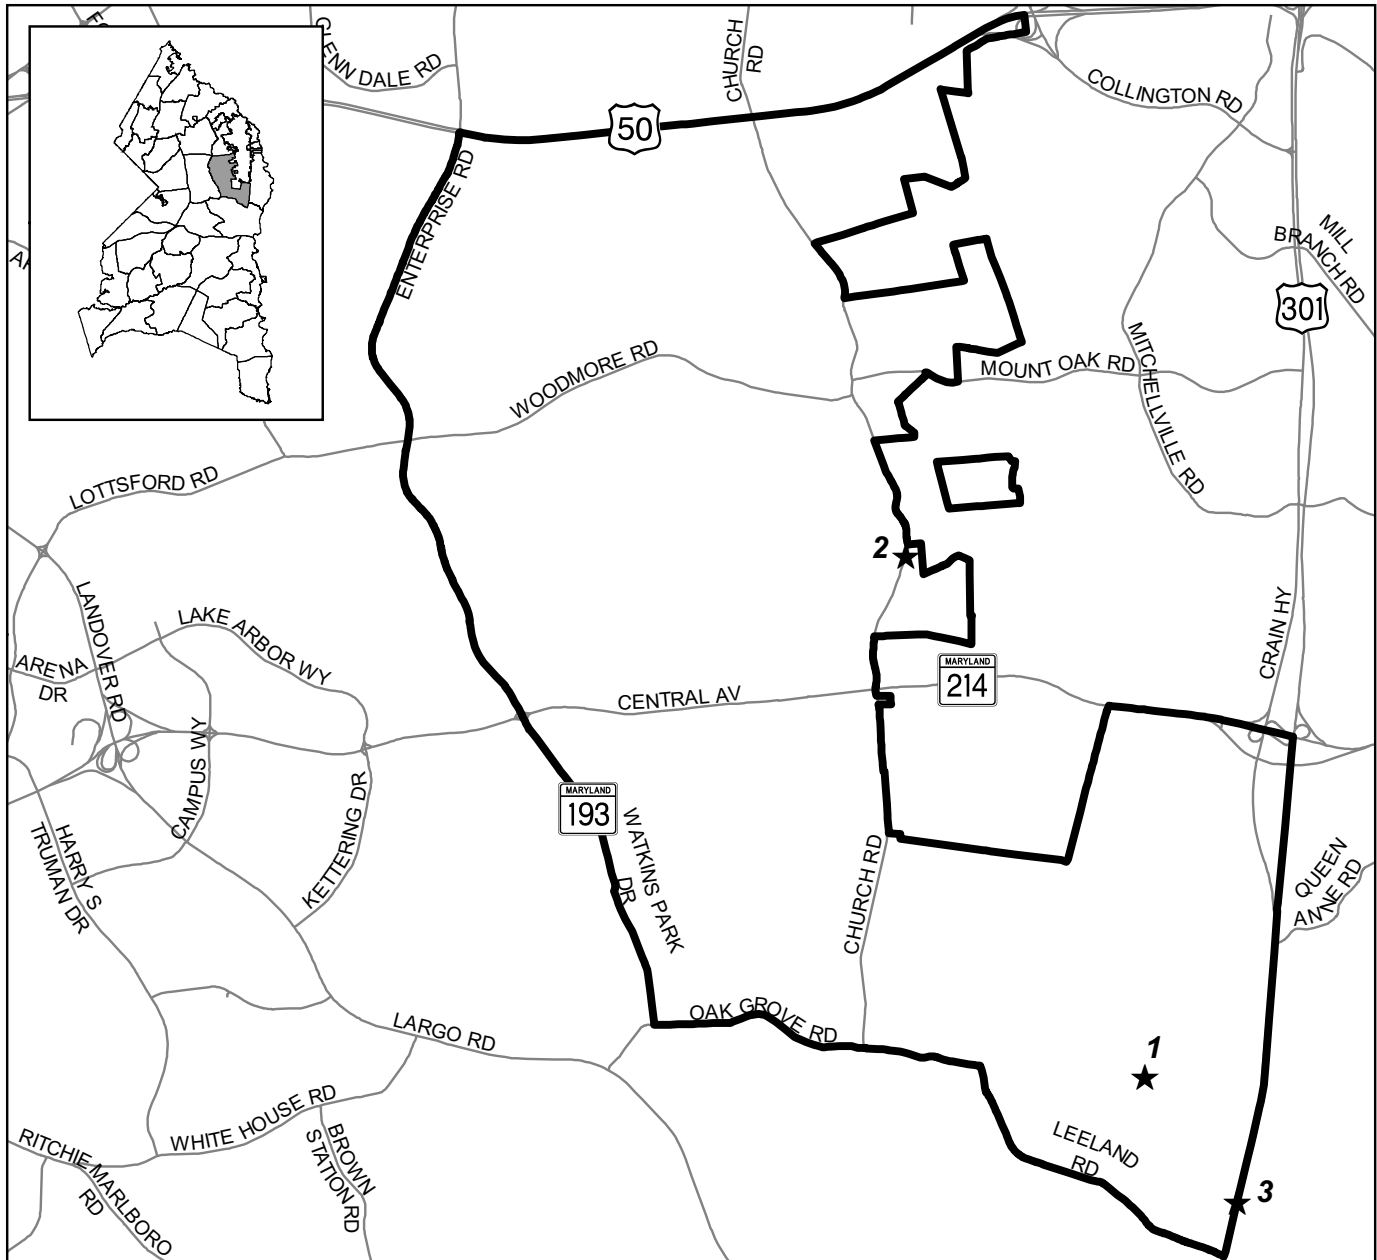 GLENN DALE RD
CHURCH
RD
COLLINGTON RD
50
ENTERPRISE RD
MILL
BRANCH RD
301
MITCHELLVILLE RD
MOUNT OAK RD
WOODMORE RD
LOTTSFORD RD
2
LANDOVER RD
LAKE ARBOR WY
ARENA
DR
CRAIN HY
MARYLAND
214
CENTRAL AV
CAMPUS WY
KETTERING DR
MARYLAND
193
WATKINS PARK
DR
HARRY S
TRUMAN DR
CHURCH RD
QUEEN
ANNE RD
OAK GROVE RD
LARGO RD
1
WHITE HOUSE RD
BROWN
STATION RD
LEELAND
RD
RITCHIE MARLBORO
RD
3